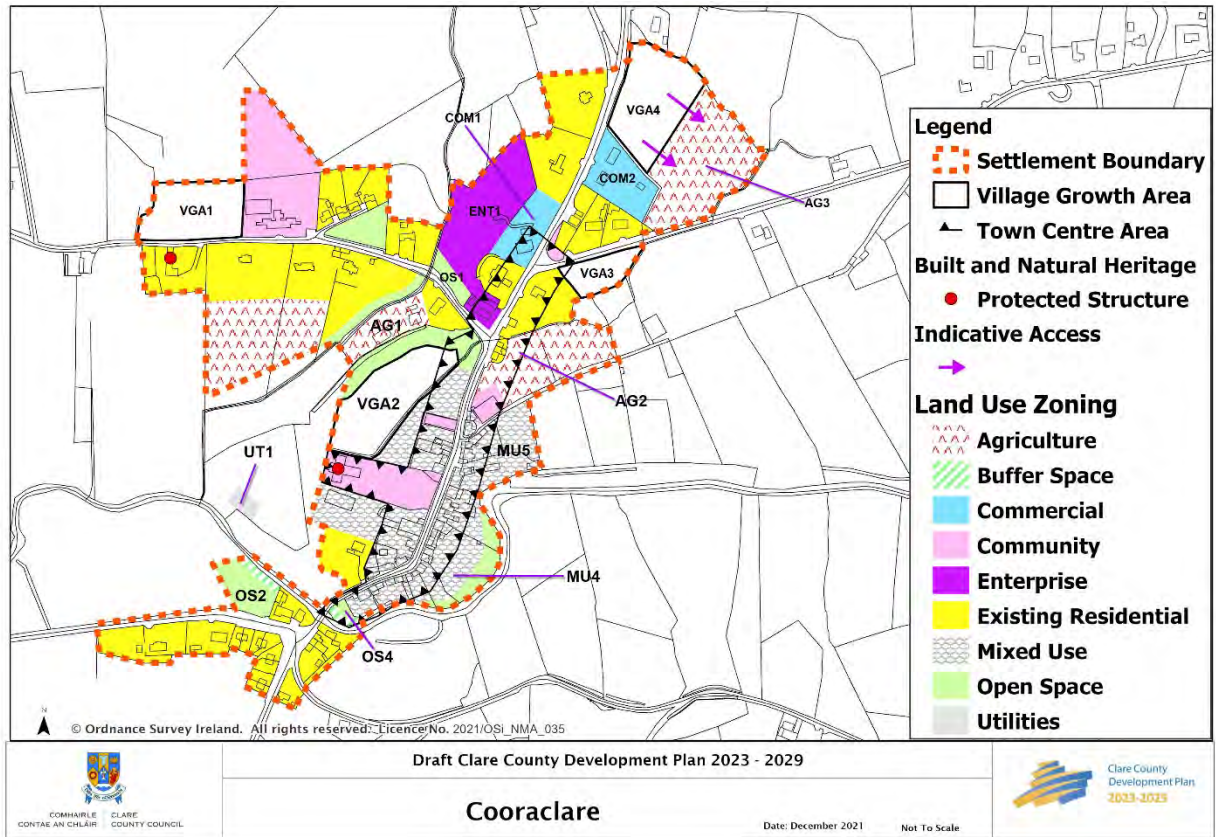 VGA4
COM1
COM2
AG3
VGA1
ENT1
OS1
VGA3
AG1
VGA2
AG2
UT1
MU5
MU4
OS2
OS4
N
© Ordnance Survey Ireland. All rights reserved. Licence No. 2021/OSi_NMA_035
Legend
Settlement Boundary
Village Growth Area
Town Centre Area
Built and Natural Heritage
Protected Structure
Indicative Access
Land Use Zoning
Agriculture
Buffer Space
Commercial
Community
Enterprise
Existing Residential
Mixed Use
Open Space
Utilities
COMHAIRLE CONTAE AN CHLÁIR
CLARE COUNTY COUNCIL
Draft Clare County Development Plan 2023 - 2029
Cooraclare
Date: December 2021
Not To Scale
Clare County
Development Plan
2023-2029